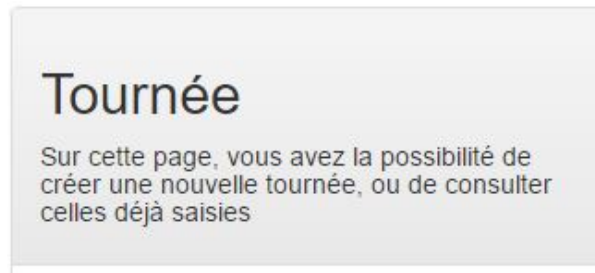 Tournée
Sur cette page, vous avez la possibilité de
créer une nouvelle tournée, ou de consulter
celles déjà saisies